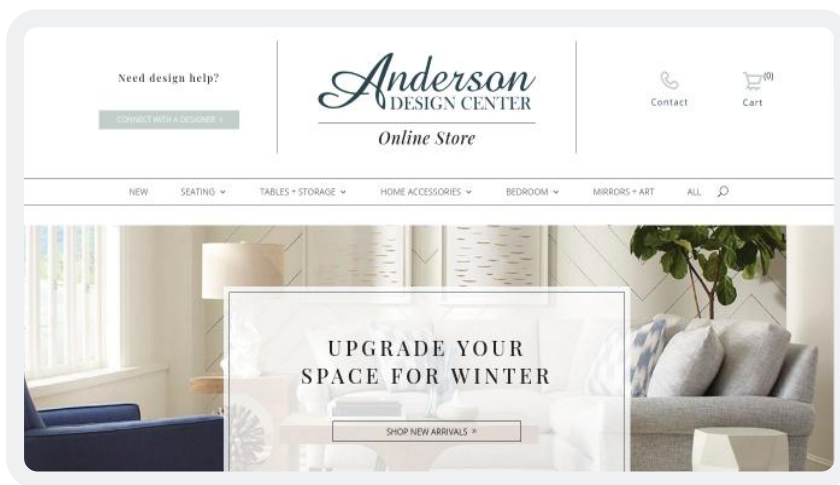 Need design help?
CONNECT WITH A DESIGNER »
Anderson
DESIGN CENTER
Online Store
(0)
Contact
Cart
NEW
SEATING
TABLES + STORAGE
HOME ACCESSORIES
BEDROOM
MIRRORS + ART
ALL
UPGRADE YOUR
SPACE FOR WINTER
SHOP NEW ARRIVALS »